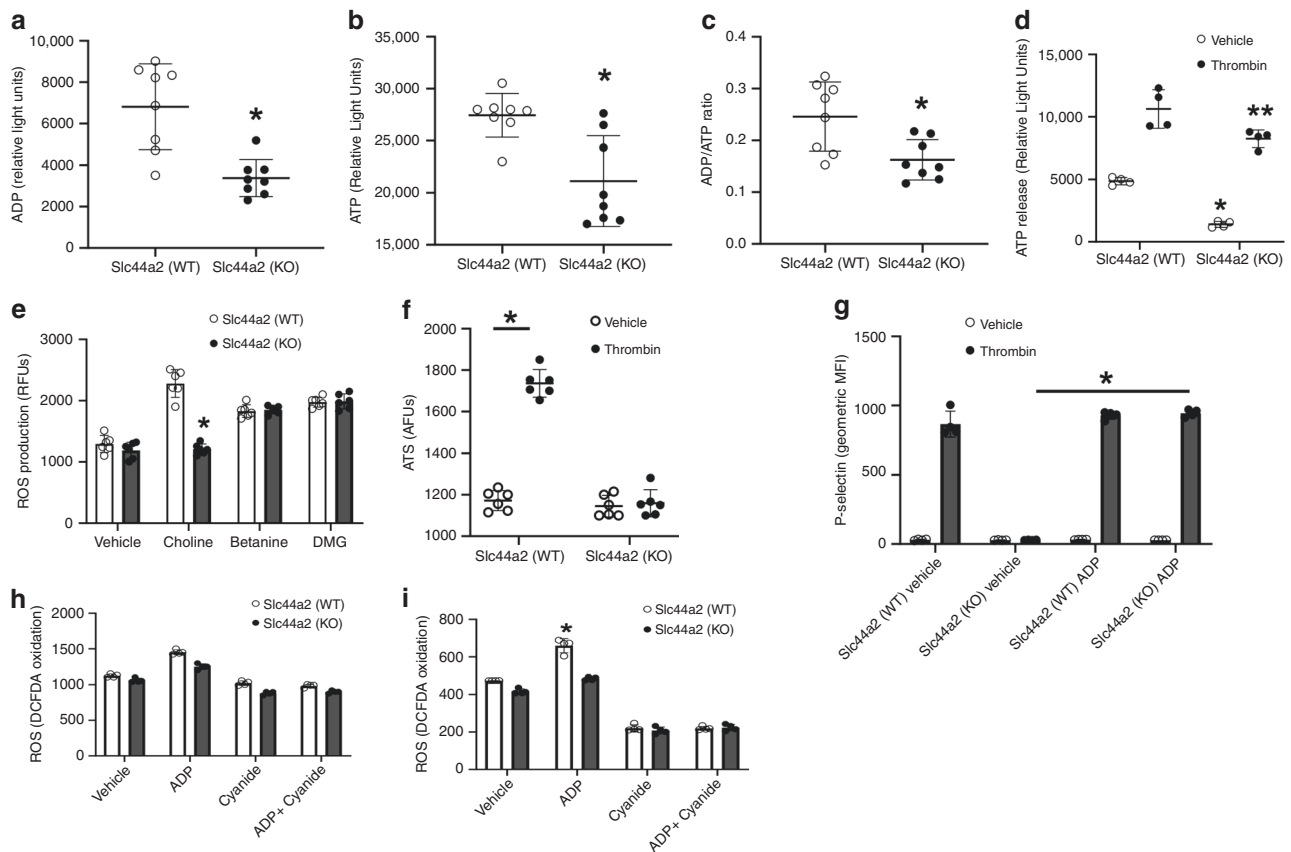 a
ADP (relative light units)
10,000
8000
6000
4000
2000
0
*
Slc44a2 (WT) Slc44a2 (KO)
b
ATP (Relative Light Units)
35,000
30,000
25,000
20,000
15,000
*
Slc44a2 (WT) Slc44a2 (KO)
c
ADP/ATP ratio
0.4
0.3
0.2
0.1
0.0
*
Slc44a2 (WT) Slc44a2 (KO)
d
ATP release (Relative Light Units)
15,000
10,000
5000
0
Vehicle
Thrombin
*
**
Slc44a2 (WT) Slc44a2 (KO)
e
ROS production (RFUs)
3000
2000
1000
0
Slc44a2 (WT)
Slc44a2 (KO)
*
Vehicle Choline Betanine DMG
f
ATS (AFUs)
2000
1800
1600
1400
1200
1000
*
Vehicle
Thrombin
Slc44a2 (WT) Slc44a2 (KO)
g
P-selectin (geometric MFI)
1500
1000
500
0
Vehicle
Thrombin
*
Slc44a2 (WT) vehicle
Slc44a2 (KO) vehicle
Slc44a2 (WT) ADP
Slc44a2 (KO) ADP
h
ROS (DCFDA oxidation)
2000
1500
1000
500
0
Slc44a2 (WT)
Slc44a2 (KO)
Vehicle
ADP
Cyanide
ADP+ Cyanide
i
ROS (DCFDA oxidation)
800
600
400
200
0
Slc44a2 (WT)
Slc44a2 (KO)
*
Vehicle
ADP
Cyanide
ADP+ Cyanide